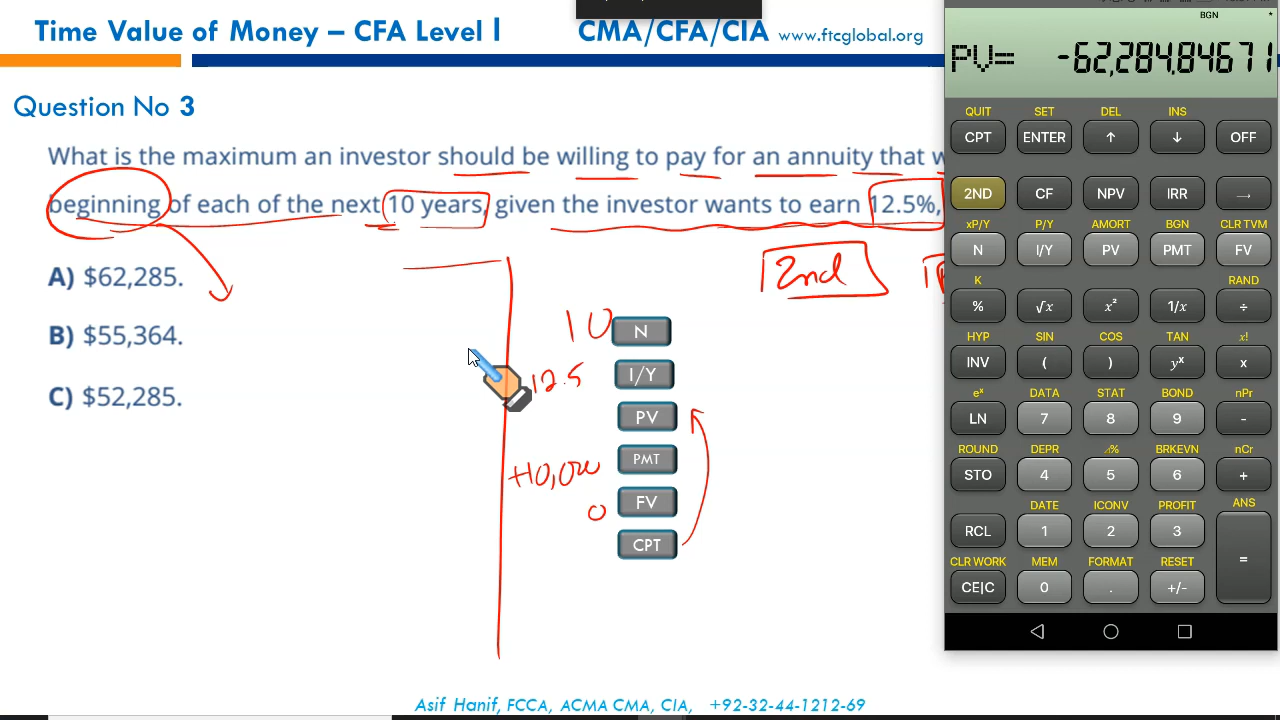 Time Value of Money – CFA Level I CMA/CFA/CIA www.ftcglobal.org
Question No 3
What is the maximum an investor should be willing to pay for an annuity that
beginning of each of the next 10 years, given the investor wants to earn 12.5%,
A) $62,285.
B) $55,364.
C) $52,285.
2nd
10 N
12.5 I/Y
PV
+10,000 PMT
0 FV
CPT
BGN
PV= -62,284.84671
QUIT SET DEL INS
CPT ENTER ↑ ↓ OFF
2ND CF NPV IRR →
xP/Y P/Y AMORT BGN CLR TVM
N I/Y PV PMT FV
K RAND
% √x x² 1/x ÷
HYP SIN COS TAN x!
INV ( ) yˣ x
eˣ DATA STAT BOND nPr
LN 7 8 9 -
ROUND DEPR ⊿% BRKEVN nCr
STO 4 5 6 +
DATE ICONV PROFIT ANS
RCL 1 2 3
CLR WORK MEM FORMAT RESET
CE|C 0 . +/- =
Asif Hanif, FCCA, ACMA CMA, CIA, +92-32-44-1212-69